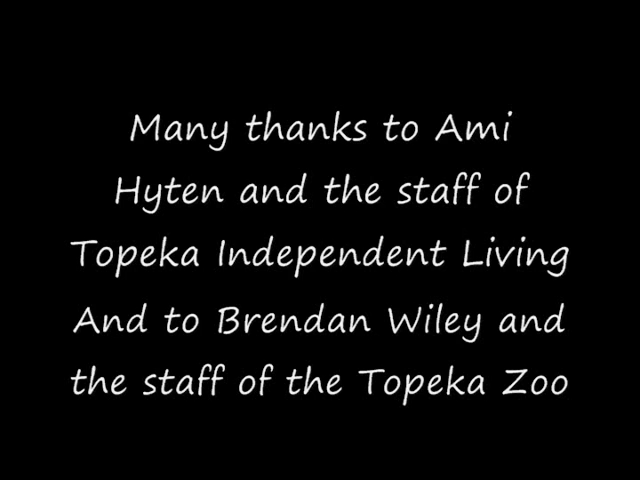 Many thanks to Ami
Hyten and the staff of
Topeka Independent Living
And to Brendan Wiley and
the staff of the Topeka Zoo